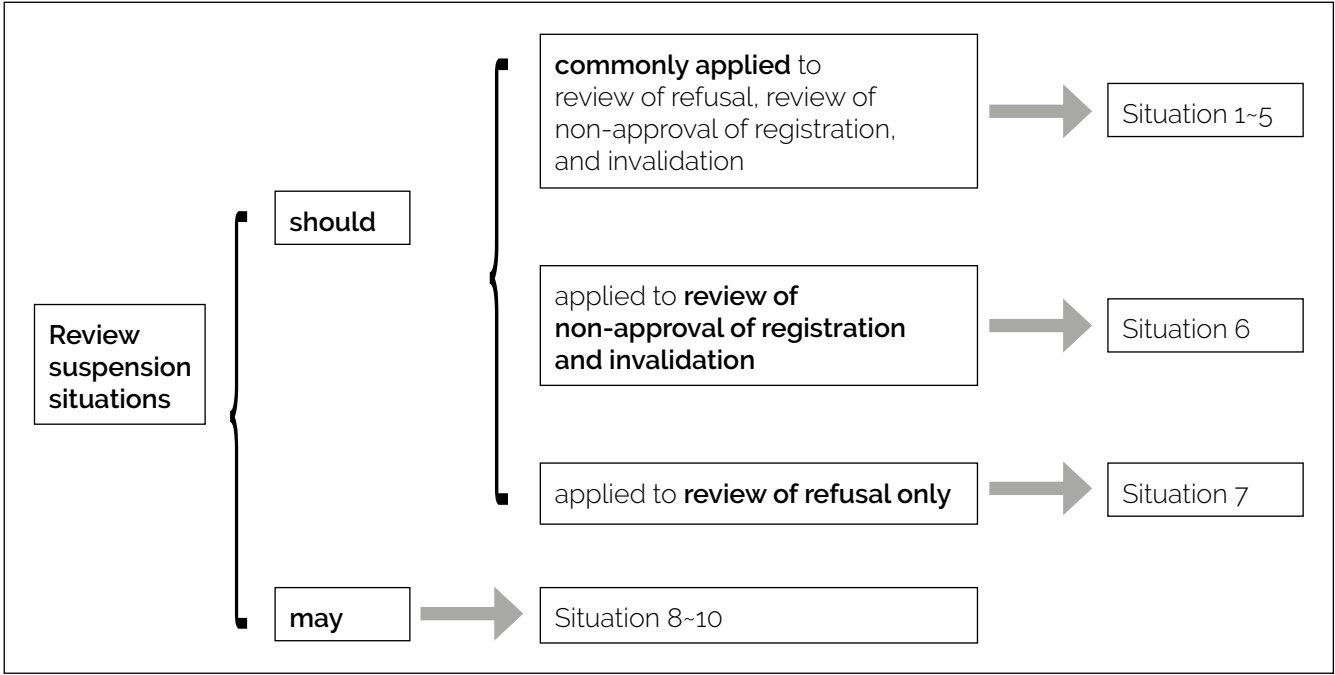 commonly applied to
review of refusal, review of
non-approval of registration,
and invalidation
Situation 1~5
should
applied to review of
non-approval of registration
and invalidation
Situation 6
Review
suspension
situations
applied to review of refusal only
Situation 7
may
Situation 8~10